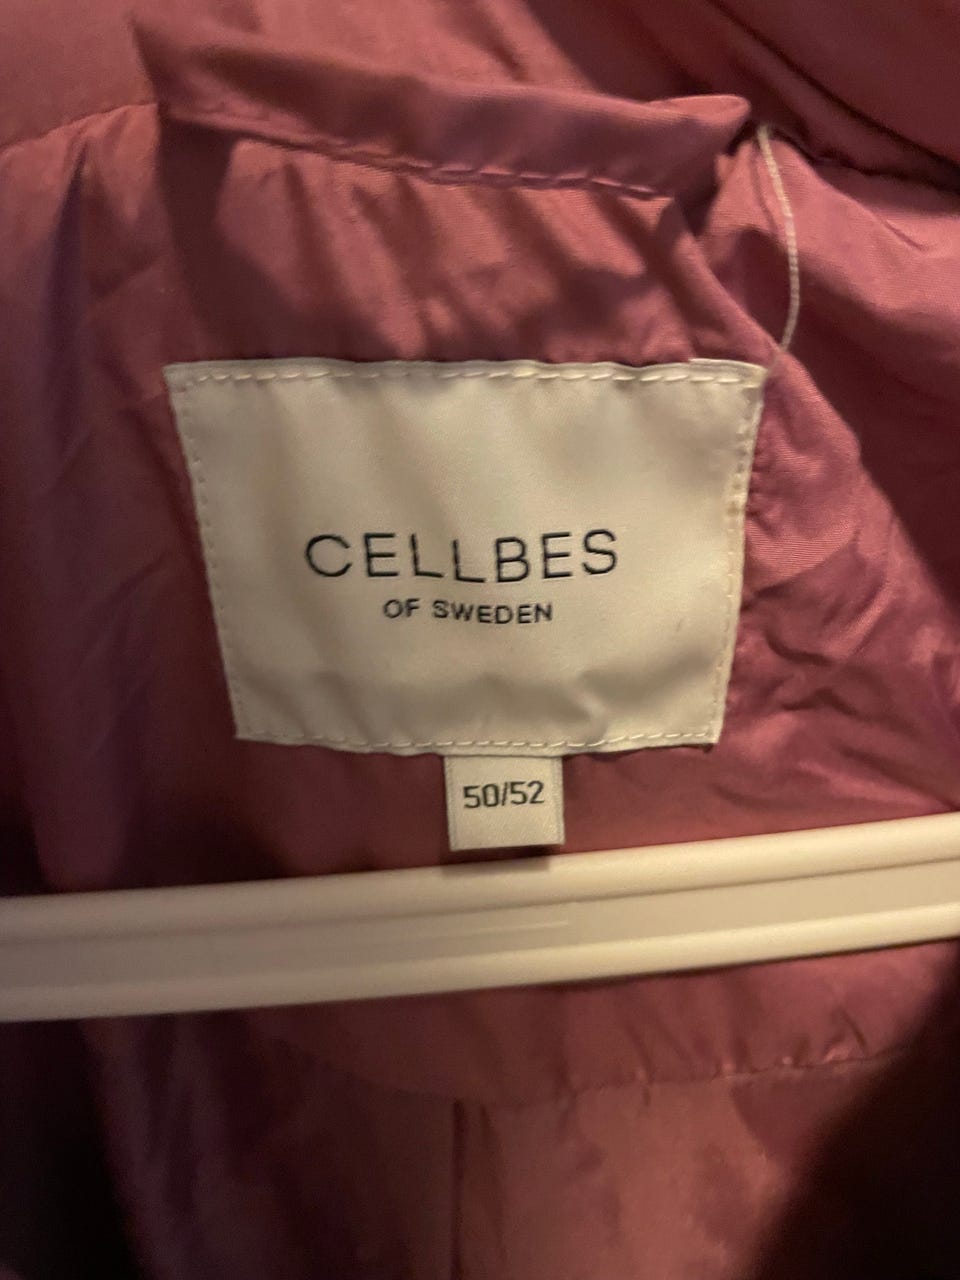 CELLBES
OF SWEDEN
50/52